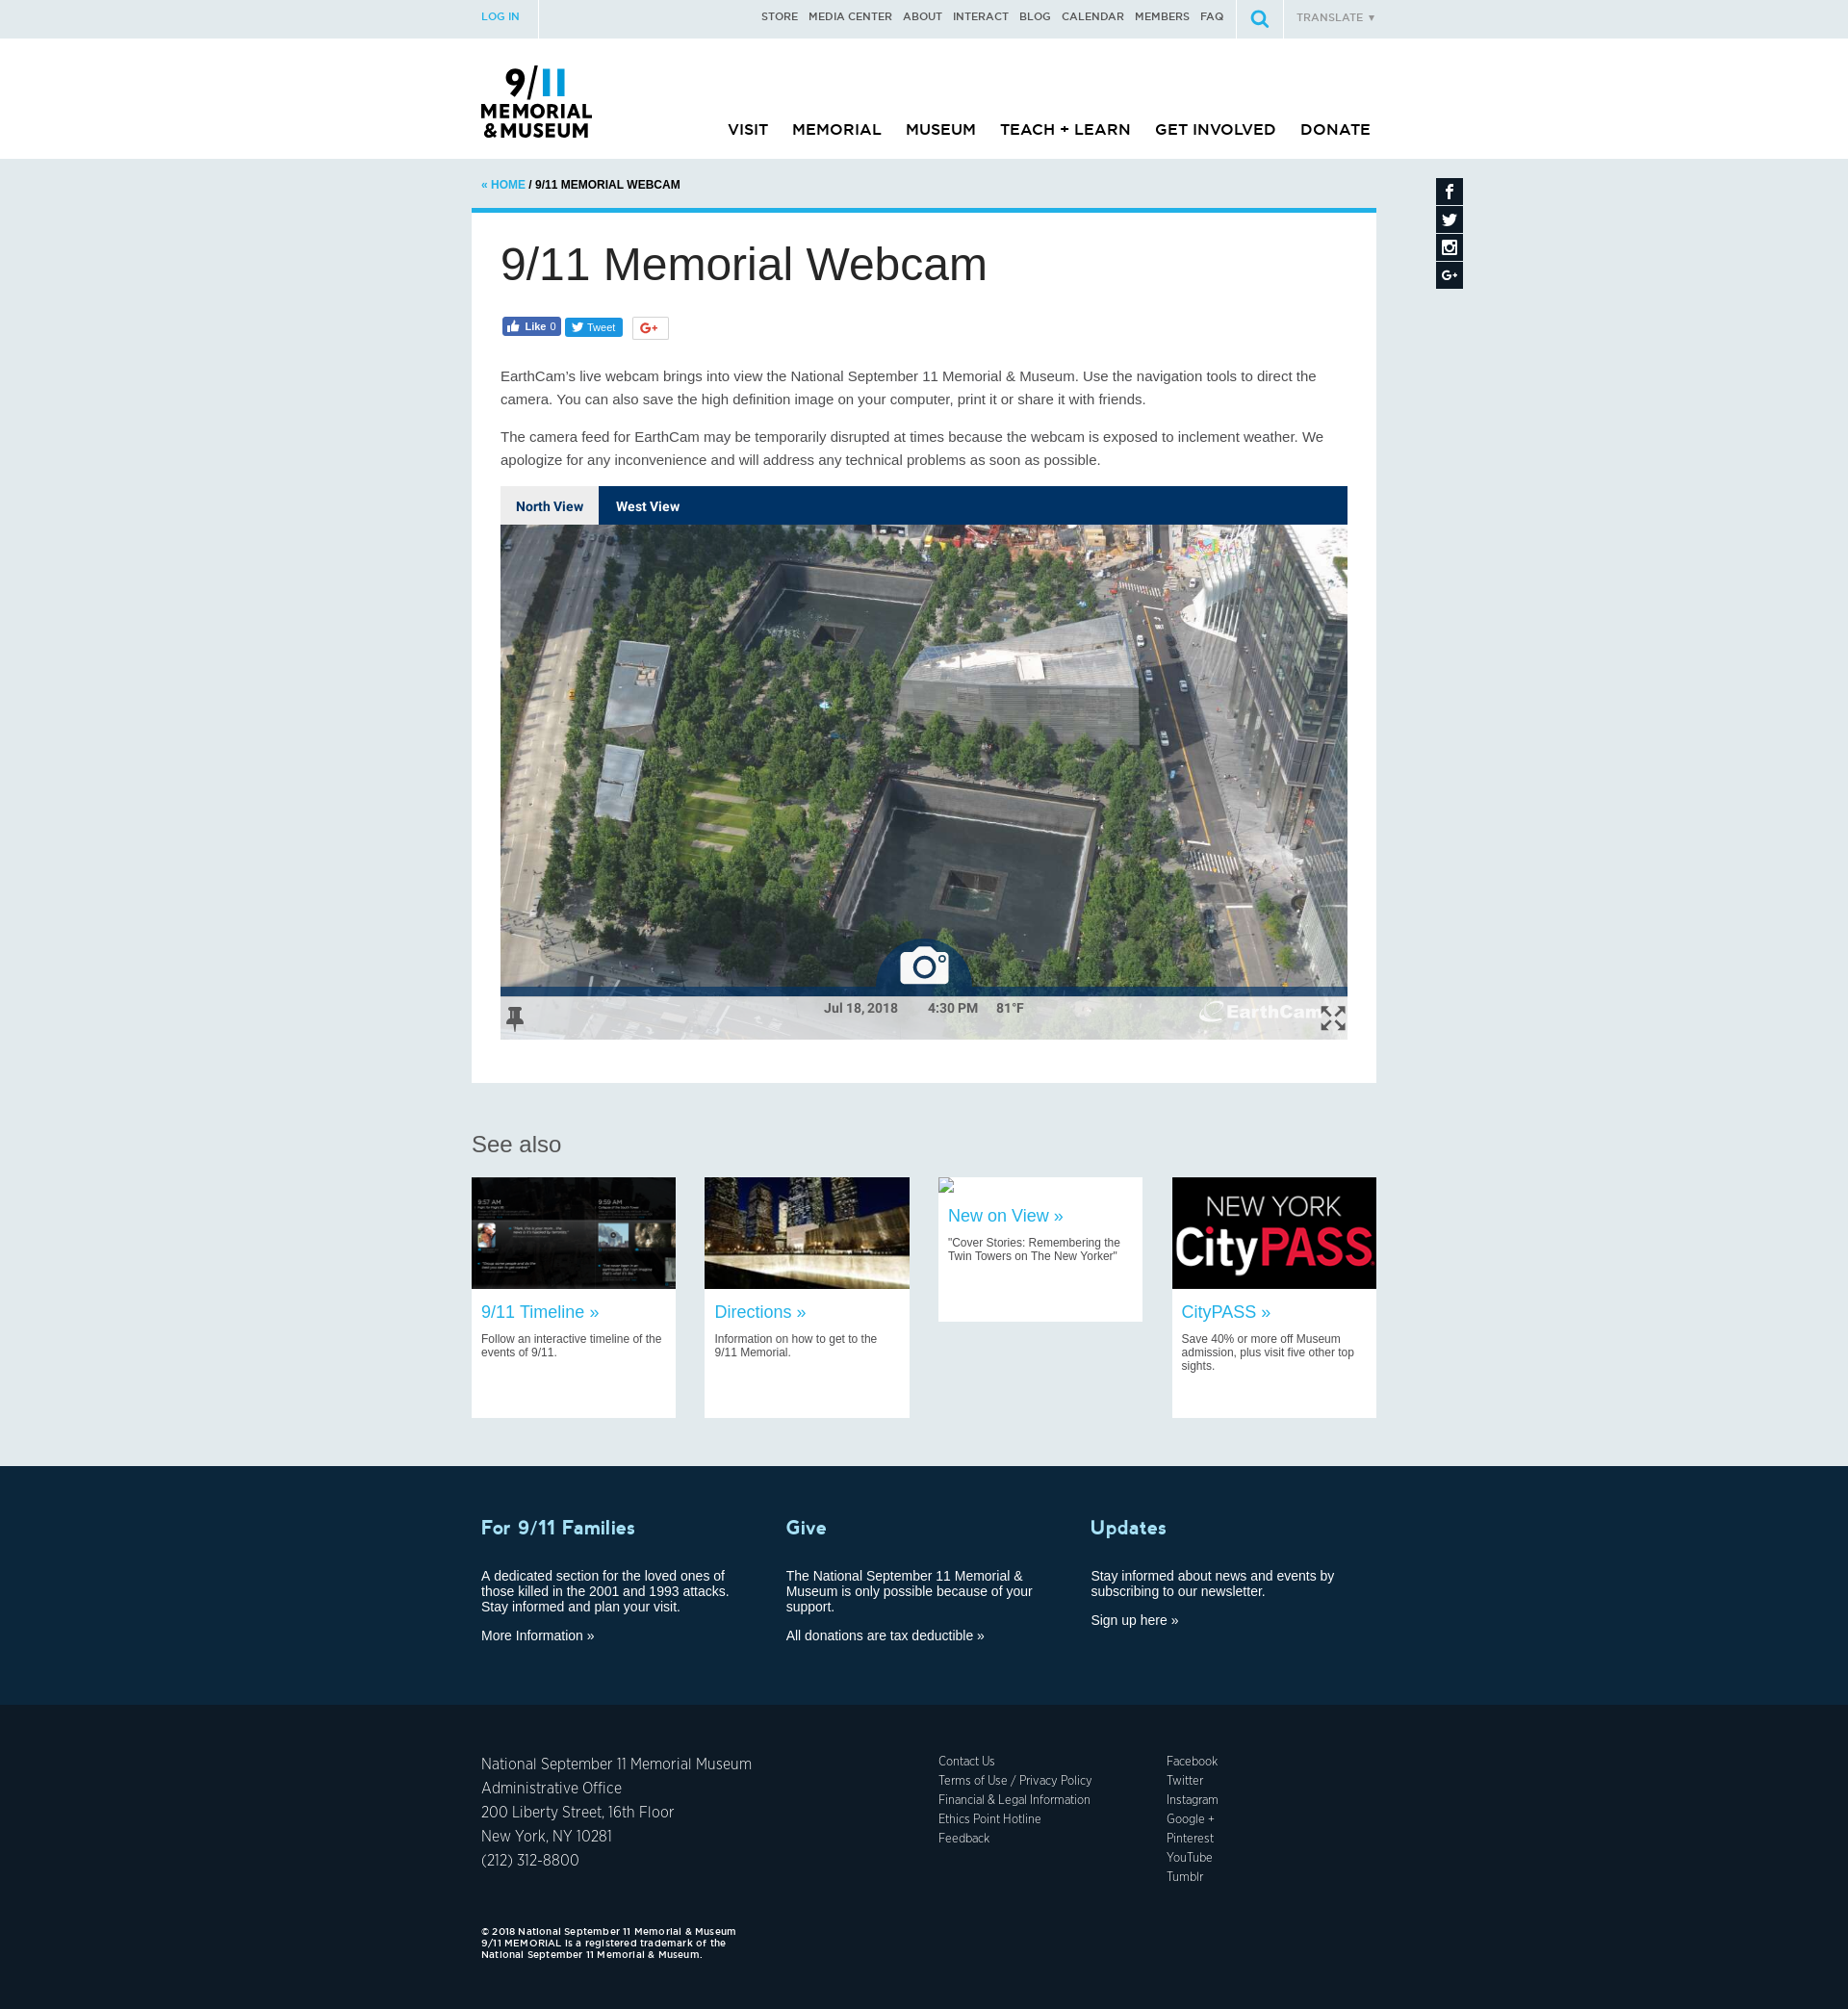 LOG IN
STORE MEDIA CENTER ABOUT INTERACT BLOG CALENDAR MEMBERS FAQ
TRANSLATE ▼
9/11
MEMORIAL
&MUSEUM
VISIT MEMORIAL MUSEUM TEACH + LEARN GET INVOLVED DONATE
« HOME / 9/11 MEMORIAL WEBCAM
9/11 Memorial Webcam
Like 0 Tweet G+
EarthCam's live webcam brings into view the National September 11 Memorial & Museum. Use the navigation tools to direct the
camera. You can also save the high definition image on your computer, print it or share it with friends.
The camera feed for EarthCam may be temporarily disrupted at times because the webcam is exposed to inclement weather. We
apologize for any inconvenience and will address any technical problems as soon as possible.
North View West View
Jul 18, 2018 4:30 PM 81°F
EarthCam
See also
9:57 AM
9:59 AM
NEW YORK
CityPASS
9/11 Timeline »
Follow an interactive timeline of the
events of 9/11.
Directions »
Information on how to get to the
9/11 Memorial.
New on View »
"Cover Stories: Remembering the
Twin Towers on The New Yorker"
CityPASS »
Save 40% or more off Museum
admission, plus visit five other top
sights.
For 9/11 Families
A dedicated section for the loved ones of
those killed in the 2001 and 1993 attacks.
Stay informed and plan your visit.
More Information »
Give
The National September 11 Memorial &
Museum is only possible because of your
support.
All donations are tax deductible »
Updates
Stay informed about news and events by
subscribing to our newsletter.
Sign up here »
National September 11 Memorial Museum
Administrative Office
200 Liberty Street, 16th Floor
New York, NY 10281
(212) 312-8800
Contact Us
Terms of Use / Privacy Policy
Financial & Legal Information
Ethics Point Hotline
Feedback
Facebook
Twitter
Instagram
Google +
Pinterest
YouTube
Tumblr
© 2018 National September 11 Memorial & Museum
9/11 MEMORIAL is a registered trademark of the
National September 11 Memorial & Museum.